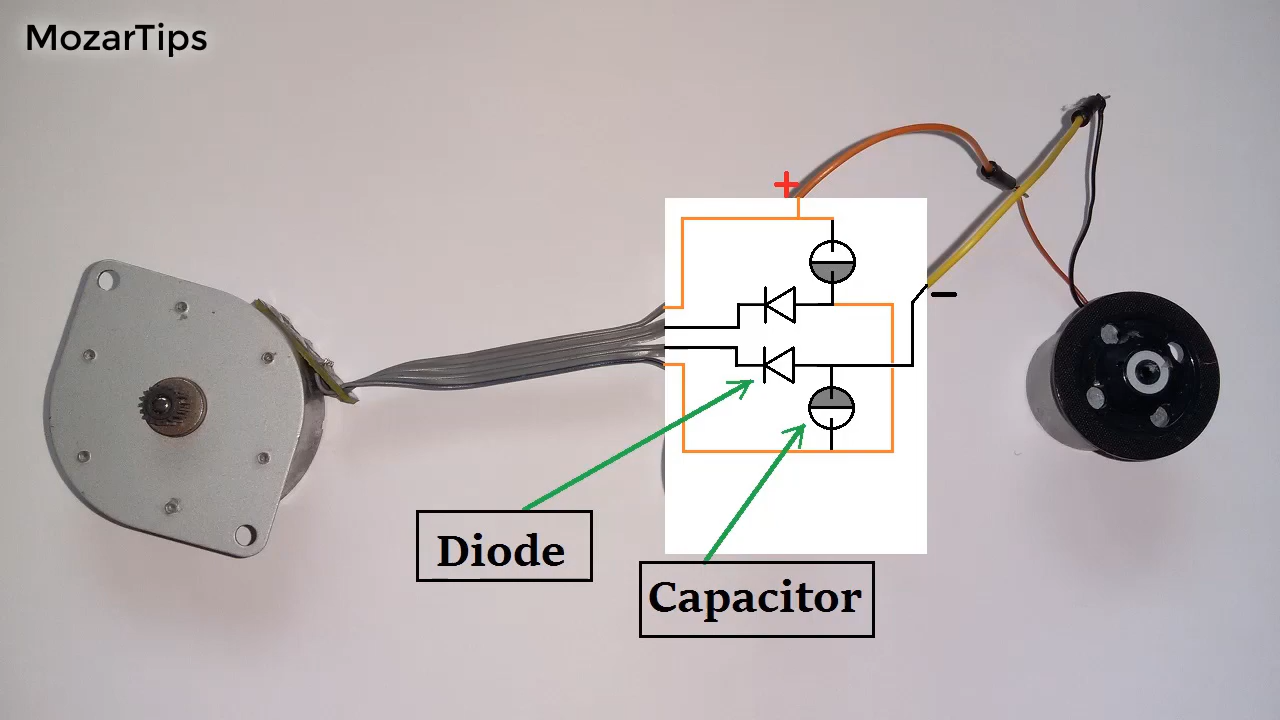 MozarTips
+
−
Diode
Capacitor